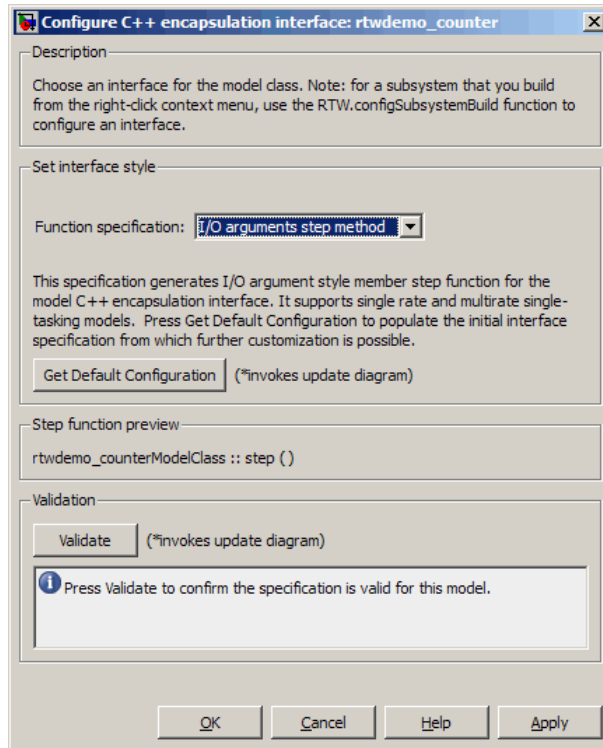 Configure C++ encapsulation interface: rtwdemo_counter
Description
Choose an interface for the model class. Note: for a subsystem that you build
from the right-click context menu, use the RTW.configSubsystemBuild function to
configure an interface.
Set interface style
Function specification: I/O arguments step method
This specification generates I/O argument style member step function for the
model C++ encapsulation interface. It supports single rate and multirate single-
tasking models. Press Get Default Configuration to populate the initial interface
specification from which further customization is possible.
Get Default Configuration (*invokes update diagram)
Step function preview
rtwdemo_counterModelClass :: step ( )
Validation
Validate (*invokes update diagram)
Press Validate to confirm the specification is valid for this model.
OK Cancel Help Apply